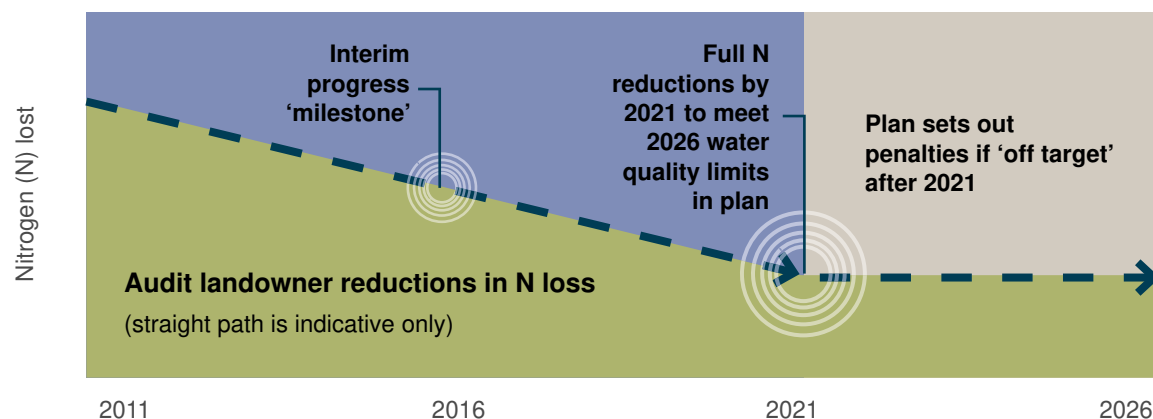 Nitrogen (N) lost
Interim
progress
‘milestone’
Full N
reductions by
2021 to meet
2026 water
quality limits
in plan
Plan sets out
penalties if ‘off target’
after 2021
Audit landowner reductions in N loss
(straight path is indicative only)
2011
2016
2021
2026